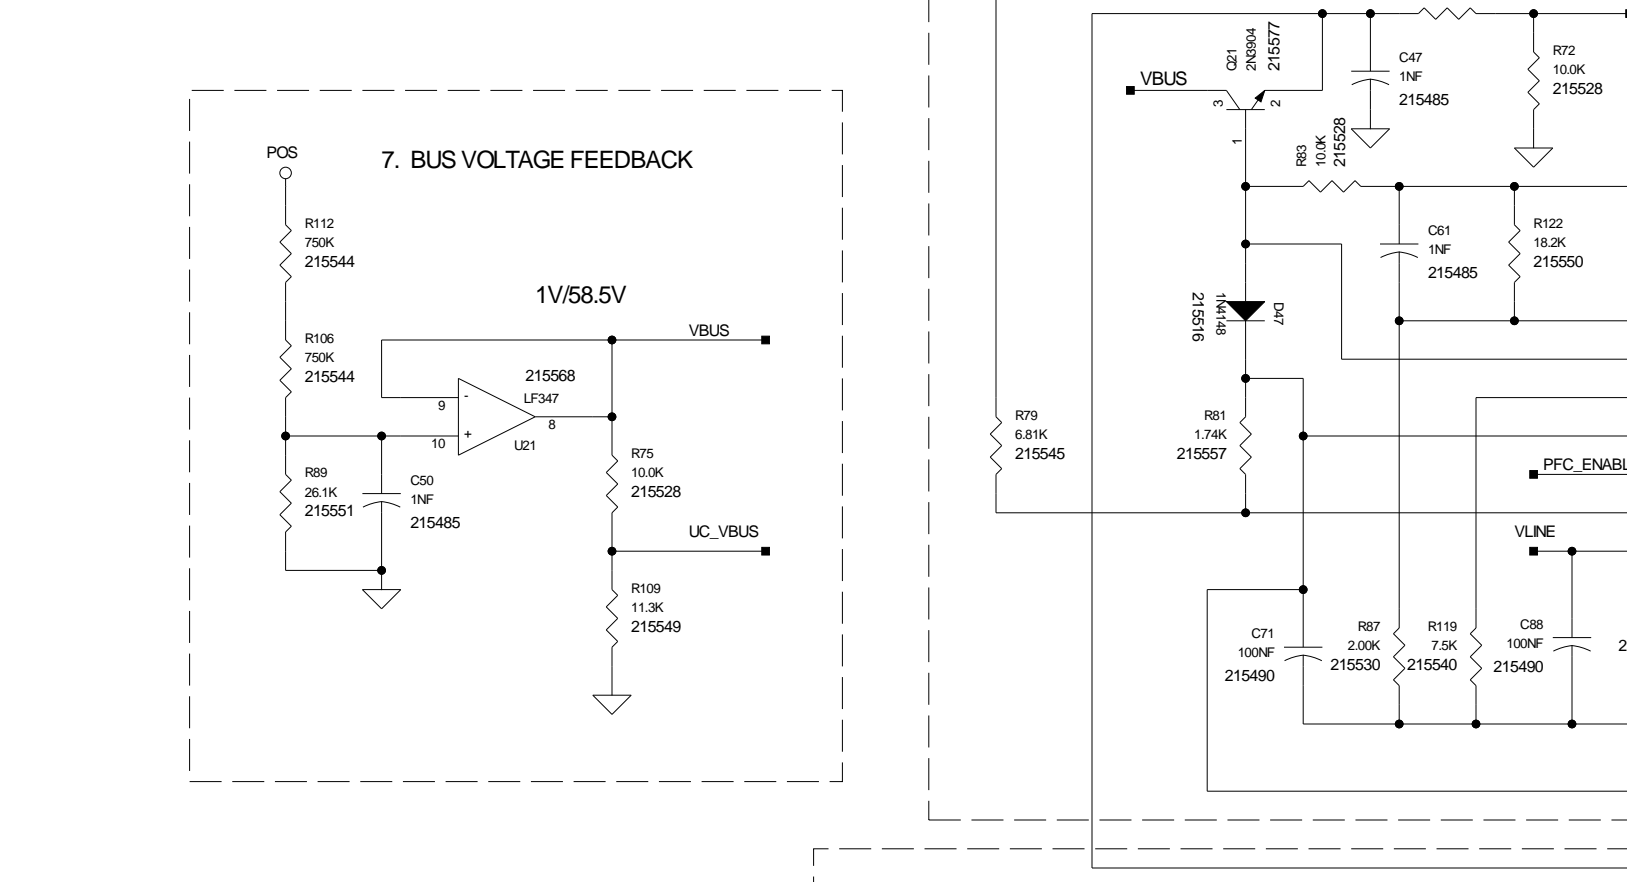 7. BUS VOLTAGE FEEDBACK
POS
R112
750K
215544
R106
750K
215544
R89
26.1K
215551
C50
1NF
215485
1V/58.5V
VBUS
215568
LF347
9
-
10
+
8
U21
R75
10.0K
215528
UC_VBUS
R109
11.3K
215549
VBUS
Q21
2N3904
215577
3
2
1
C47
1NF
215485
R72
10.0K
215528
R83
10.0K
215528
C61
1NF
215485
R122
18.2K
215550
D47
1N4148
215516
R79
6.81K
215545
R81
1.74K
215557
PFC_ENABL
VLINE
C71
100NF
215490
R87
2.00K
215530
R119
7.5K
215540
C88
100NF
215490
2